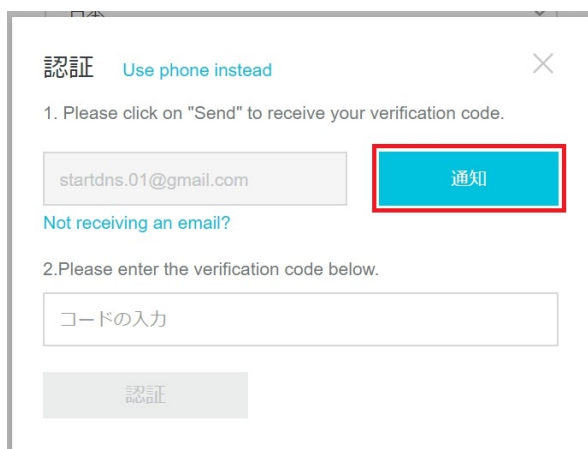 日本
認証 Use phone instead
1. Please click on "Send" to receive your verification code.
startdns.01@gmail.com 通知
Not receiving an email?
2.Please enter the verification code below.
コードの入力
認証